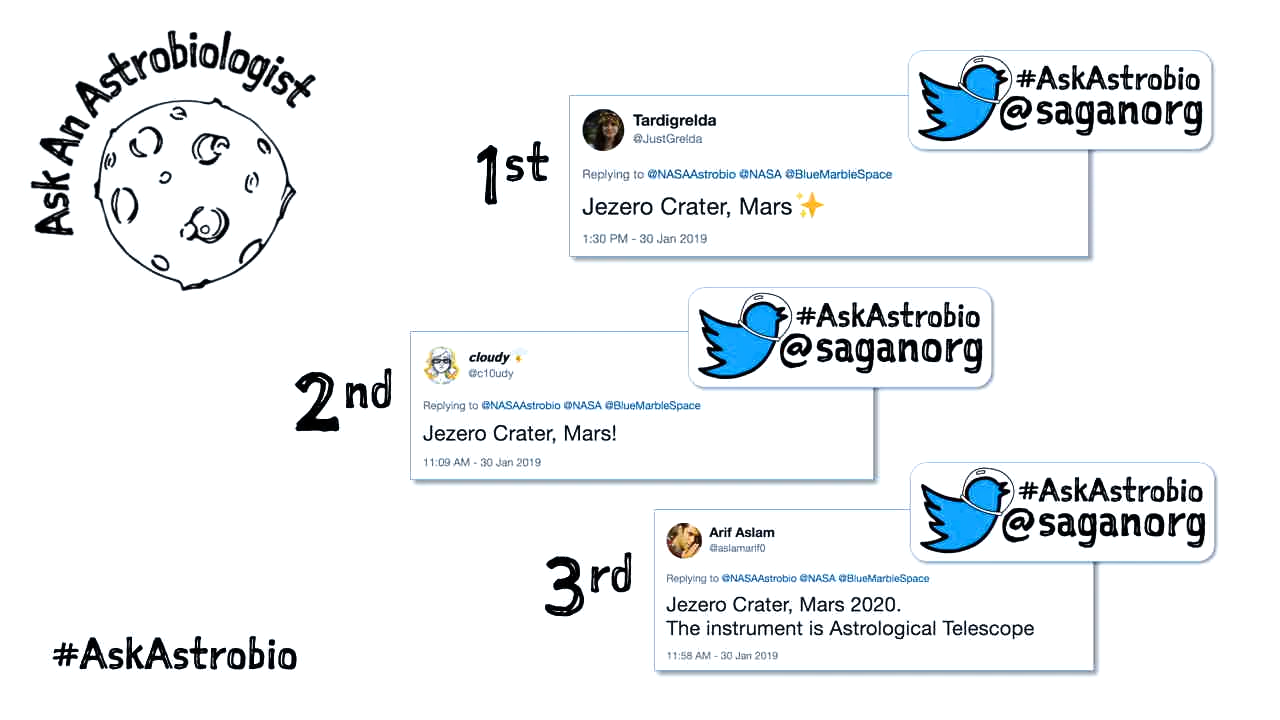 Ask An Astrobiologist
1st
Tardigrelda
@JustGrelda
Replying to @NASAAstrobio @NASA @BlueMarbleSpace
Jezero Crater, Mars✨
1:30 PM - 30 Jan 2019
#AskAstrobio
@saganorg
2nd
cloudy
@c10udy
Replying to @NASAAstrobio @NASA @BlueMarbleSpace
Jezero Crater, Mars!
11:09 AM - 30 Jan 2019
#AskAstrobio
@saganorg
3rd
Arif Aslam
@aslamarif0
Replying to @NASAAstrobio @NASA @BlueMarbleSpace
Jezero Crater, Mars 2020.
The instrument is Astrological Telescope
11:58 AM - 30 Jan 2019
#AskAstrobio
@saganorg
#AskAstrobio